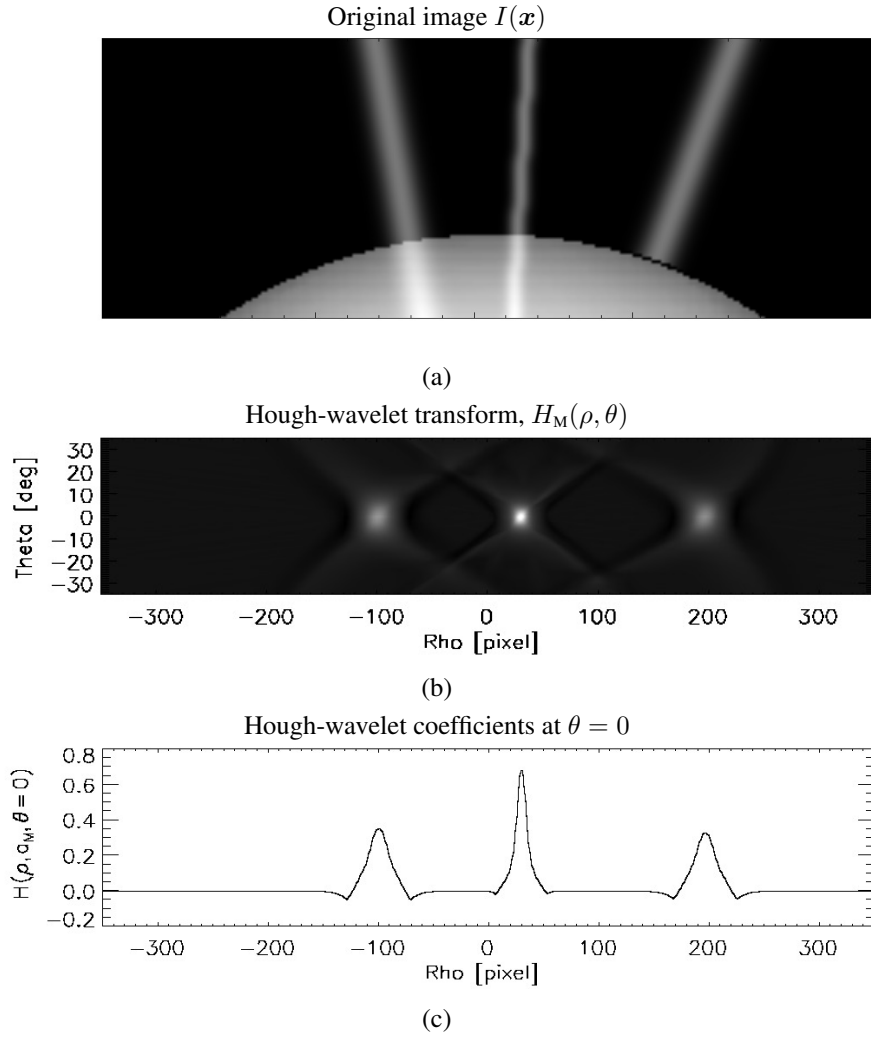 Original image I(x)
(a)
Hough-wavelet transform, H_M(ρ, θ)
30
20
10
0
−10
−20
−30
Theta [deg]
−300 −200 −100 0 100 200 300
Rho [pixel]
(b)
Hough-wavelet coefficients at θ = 0
0.8
0.6
0.4
0.2
0.0
−0.2
H(ρ, a_M, θ=0)
−300 −200 −100 0 100 200 300
Rho [pixel]
(c)